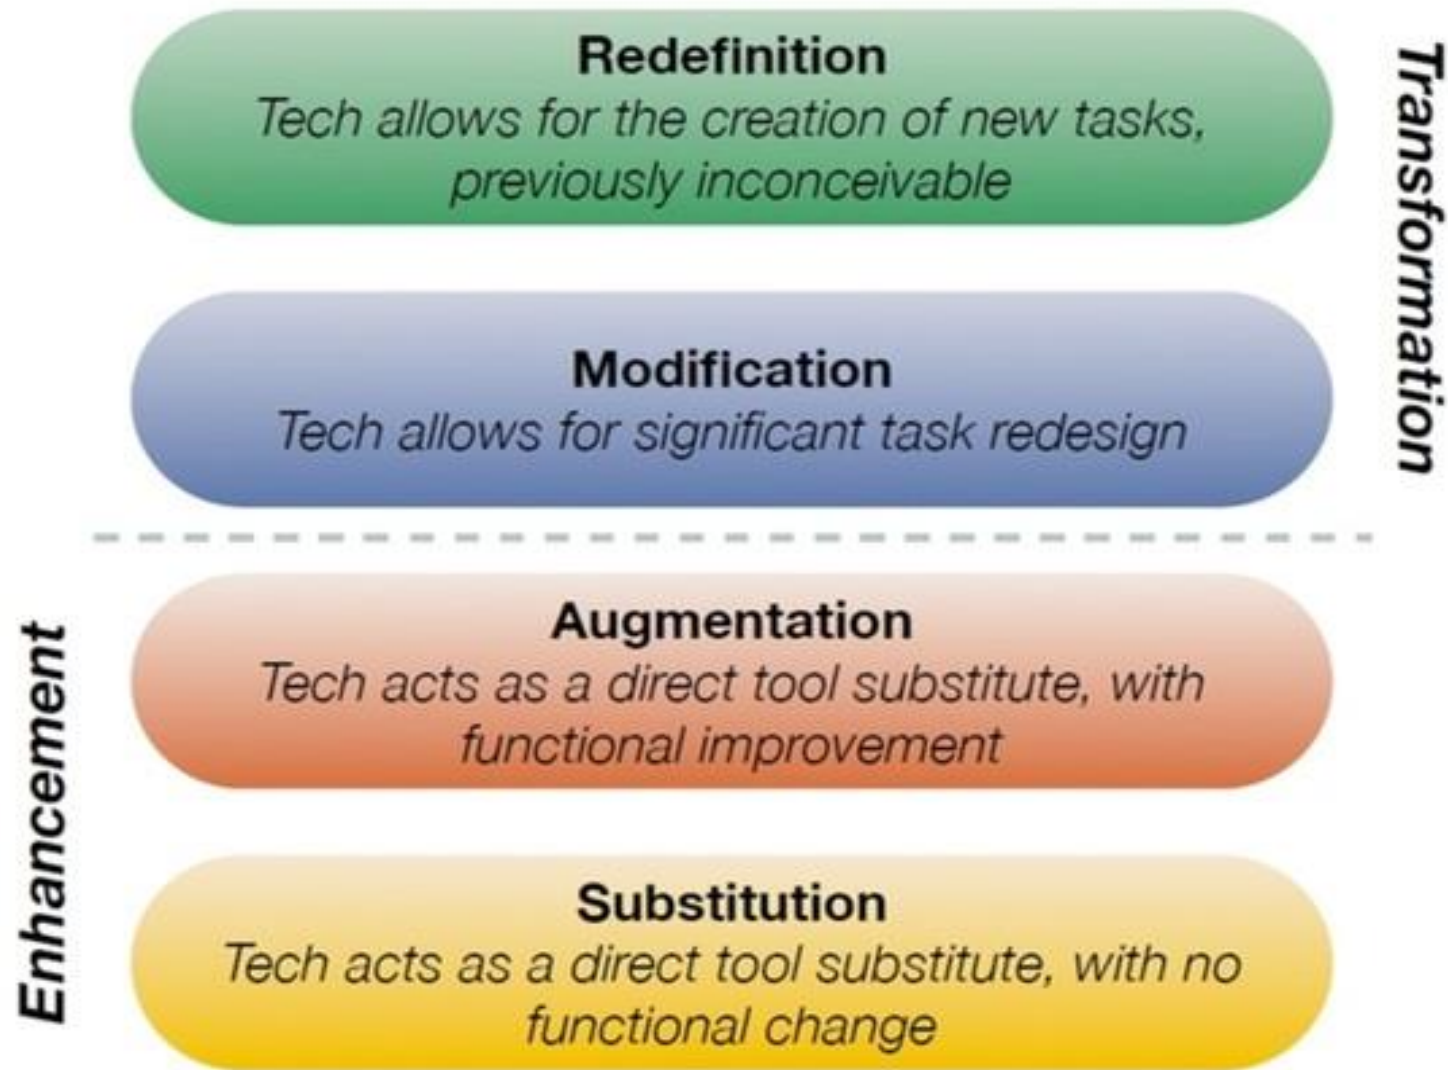 Redefinition
Tech allows for the creation of new tasks,
previously inconceivable
Transformation
Modification
Tech allows for significant task redesign
Enhancement
Augmentation
Tech acts as a direct tool substitute, with
functional improvement
Substitution
Tech acts as a direct tool substitute, with no
functional change